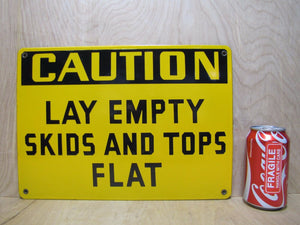 CAUTION
LAY EMPTY
SKIDS AND TOPS
FLAT
Coca-Cola
FRAGILE